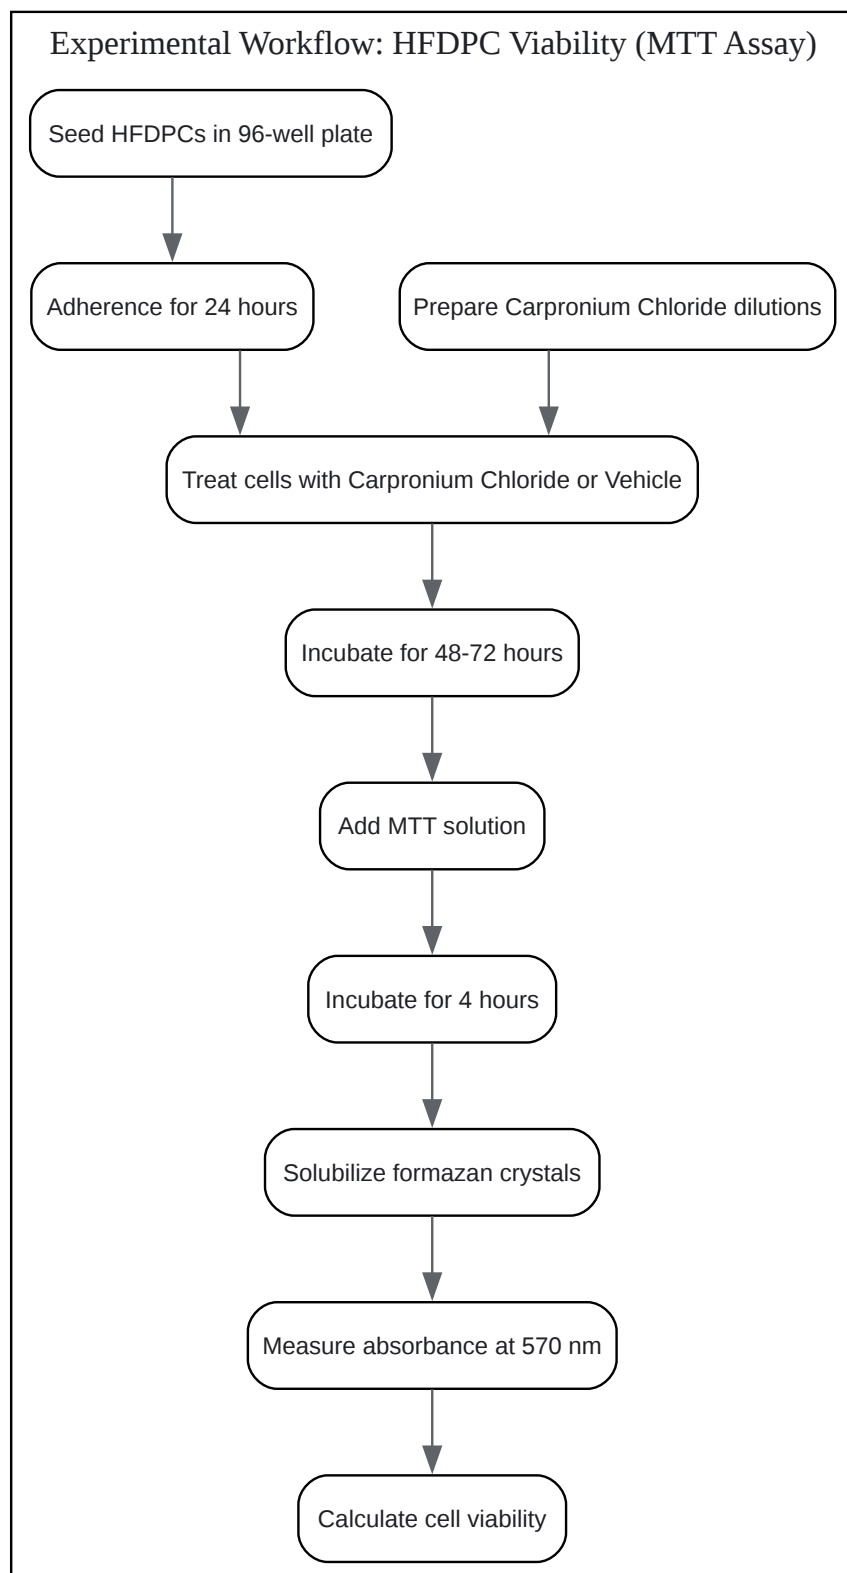 Experimental Workflow: HFDPC Viability (MTT Assay)
Seed HFDPCs in 96-well plate
Adherence for 24 hours
Prepare Carpronium Chloride dilutions
Treat cells with Carpronium Chloride or Vehicle
Incubate for 48-72 hours
Add MTT solution
Incubate for 4 hours
Solubilize formazan crystals
Measure absorbance at 570 nm
Calculate cell viability